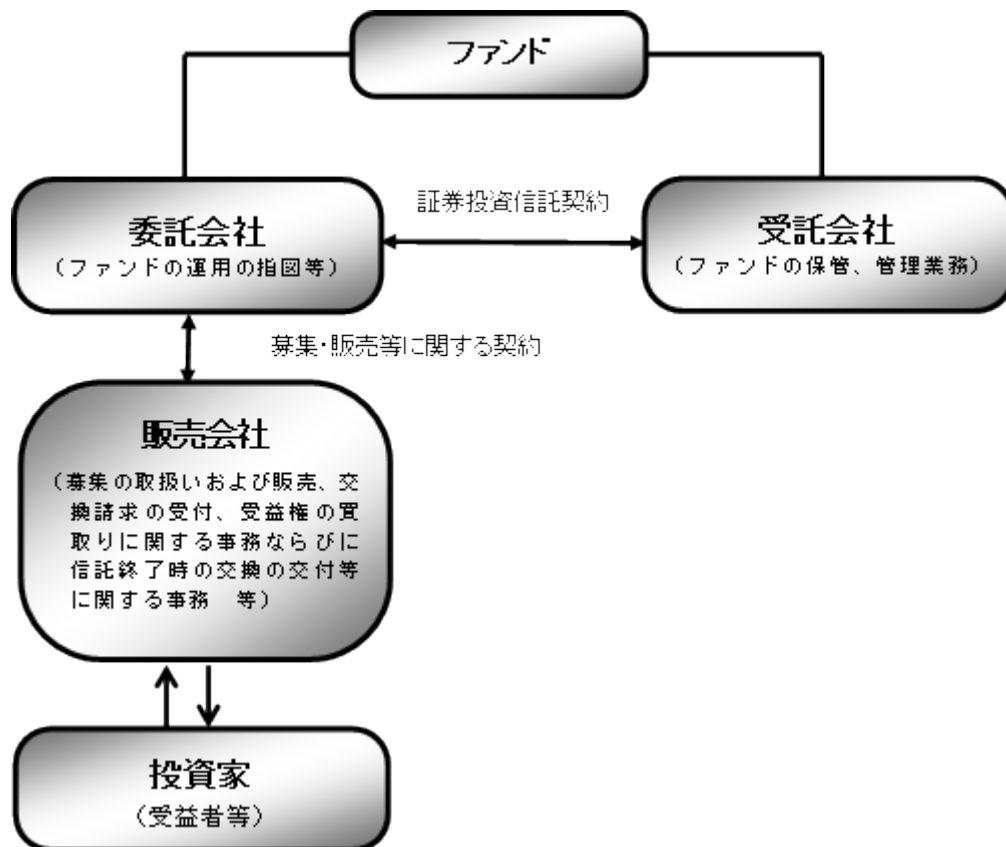 ファンド
委託会社
（ファンドの運用の指図等）
証券投資信託契約
受託会社
（ファンドの保管、管理業務）
募集・販売等に関する契約
販売会社
（募集の取扱いおよび販売、交
換請求の受付、受益権の買
取りに関する事務ならびに
信託終了時の交換の交付等
に関する事務　等）
投資家
（受益者等）